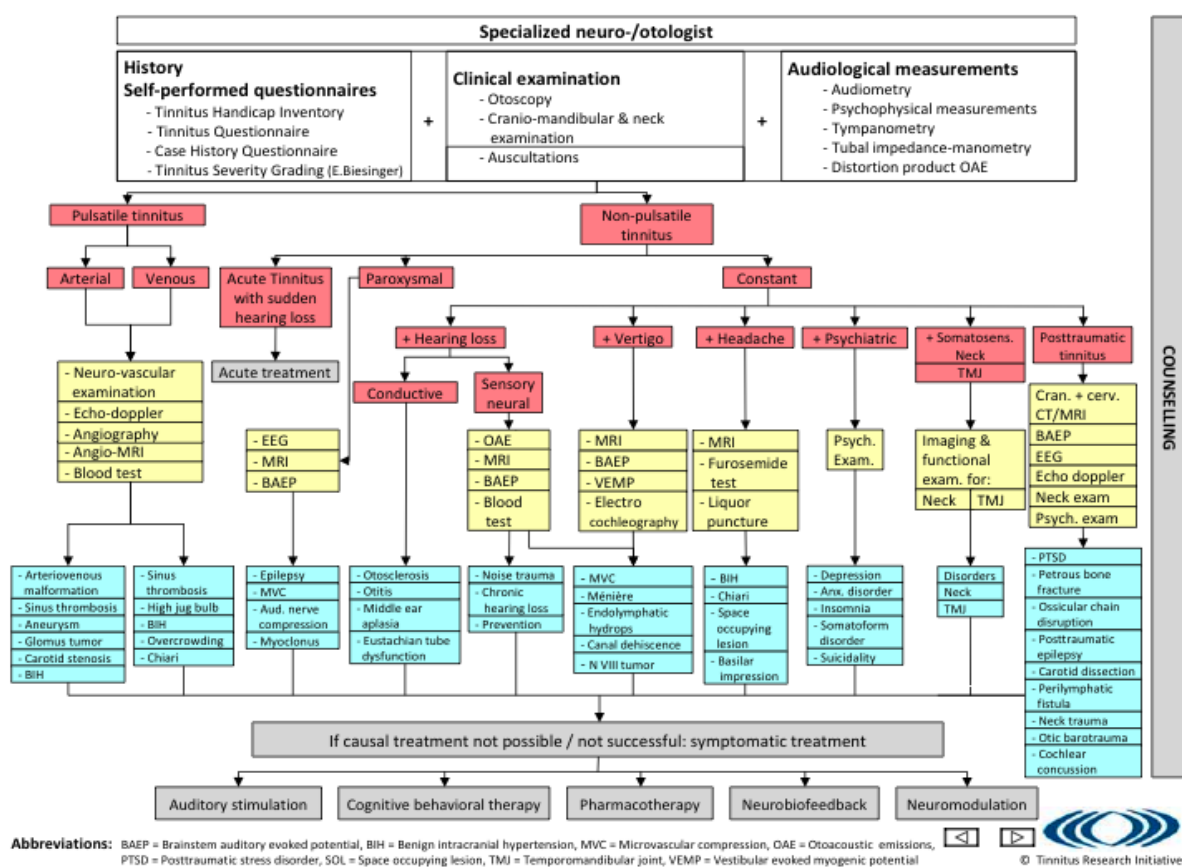 Specialized neuro-/otologist
History
Self-performed questionnaires
- Tinnitus Handicap Inventory
- Tinnitus Questionnaire
- Case History Questionnaire
- Tinnitus Severity Grading (E.Biesinger)
+
Clinical examination
- Otoscopy
- Cranio-mandibular & neck
examination
- Auscultations
+
Audiological measurements
- Audiometry
- Psychophysical measurements
- Tympanometry
- Tubal impedance-manometry
- Distortion product OAE
COUNSELING
Pulsatile tinnitus
Non-pulsatile
tinnitus
Arterial
Venous
Acute Tinnitus
with sudden
hearing loss
Paroxysmal
Constant
+ Hearing loss
+ Vertigo
+ Headache
+ Psychiatric
+ Somatosens.
Neck
TMJ
Posttraumatic
tinnitus
Acute treatment
Conductive
Sensory
neural
- Neuro-vascular
examination
- Echo-doppler
- Angiography
- Angio-MRI
- Blood test
- EEG
- MRI
- BAEP
- OAE
- MRI
- BAEP
- Blood
test
- MRI
- BAEP
- VEMP
- Electro
cochleography
- MRI
- Furosemide
test
- Liquor
puncture
Psych.
Exam.
Imaging &
functional
exam. for:
Neck
TMJ
Cran. + cerv.
CT/MRI
BAEP
EEG
Echo doppler
Neck exam
Psych. exam
- Arteriovenous
malformation
- Sinus thrombosis
- Aneurysm
- Glomus tumor
- Carotid stenosis
- BIH
- Sinus
thrombosis
- High jug bulb
- BIH
- Overcrowding
- Chiari
- Epilepsy
- MVC
- Aud. nerve
compression
- Myoclonus
- Otosclerosis
- Otitis
- Middle ear
aplasia
- Eustachian tube
dysfunction
- Noise trauma
- Chronic
hearing loss
- Prevention
- MVC
- Ménière
- Endolymphatic
hydrops
- Canal dehiscence
- N VIII tumor
- BIH
- Chiari
- Space
occupying
lesion
- Basilar
impression
- Depression
- Anx. disorder
- Insomnia
- Somatoform
disorder
- Suicidality
Disorders
Neck
TMJ
- PTSD
- Petrous bone
fracture
- Ossicular chain
disruption
- Posttraumatic
epilepsy
- Carotid dissection
- Perilymphatic
fistula
- Neck trauma
- Otic barotrauma
- Cochlear
concussion
If causal treatment not possible / not successful: symptomatic treatment
Auditory stimulation
Cognitive behavioral therapy
Pharmacotherapy
Neurobiofeedback
Neuromodulation
Abbreviations: BAEP = Brainstem auditory evoked potential, BIH = Benign intracranial hypertension, MVC = Microvascular compression, OAE = Otoacoustic emissions,
PTSD = Posttraumatic stress disorder, SOL = Space occupying lesion, TMJ = Temporomandibular joint, VEMP = Vestibular evoked myogenic potential
© Tinnitus Research Initiative